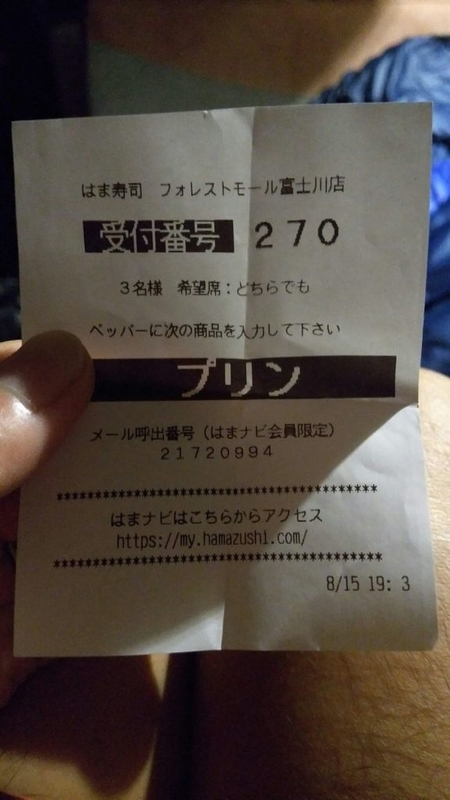 はま寿司　フォレストモール富士川店
受付番号 270
3名様　希望席：どちらでも
ペッパーに次の商品を入力して下さい
プリン
メール呼出番号（はまナビ会員限定）
21720994
****************************************
はまナビはこちらからアクセス
https://my.hamazushi.com/
****************************************
8/15 19: 3